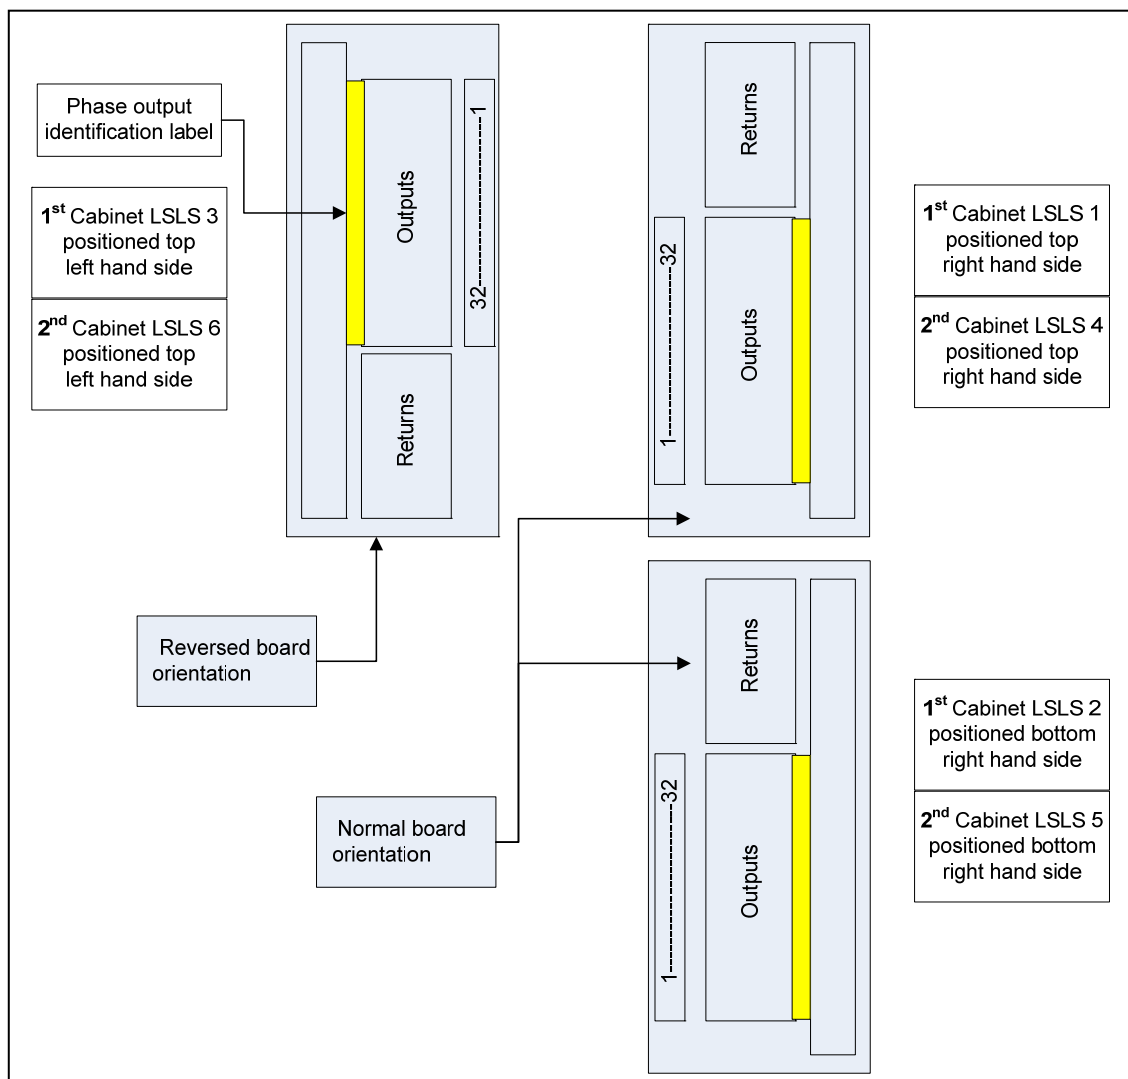 Phase output
identification label
1st Cabinet LSLS 3
positioned top
left hand side
2nd Cabinet LSLS 6
positioned top
left hand side
Outputs
32---------------1
Returns
Reversed board
orientation
Normal board
orientation
Returns
1---------------32
Outputs
1st Cabinet LSLS 1
positioned top
right hand side
2nd Cabinet LSLS 4
positioned top
right hand side
Returns
1---------------32
Outputs
1st Cabinet LSLS 2
positioned bottom
right hand side
2nd Cabinet LSLS 5
positioned bottom
right hand side